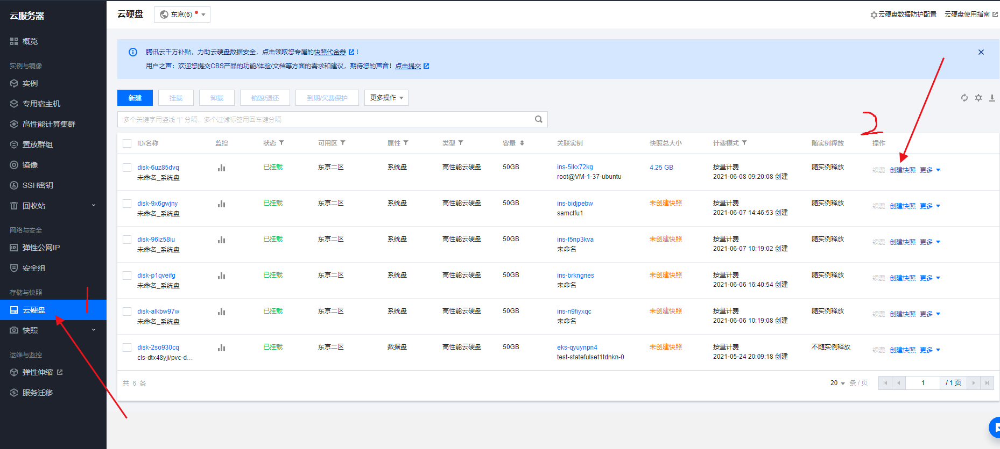 云服务器
概览
实例与镜像
实例
专用宿主机
高性能计算集群
置放群组
镜像
SSH密钥
回收站
网络与安全
弹性公网IP
安全组
存储与快照
1
云硬盘
快照
运维与监控
弹性伸缩
服务迁移
云硬盘 东京(6) 云硬盘数据防护配置 云硬盘使用指南
腾讯云千万补贴，力助云硬盘数据安全，点击领取您专属的快照代金券 ！
用户之声：欢迎您提交CBS产品的功能/体验/文档等方面的需求和建议，期待您的声音！点击提交
新建 挂载 卸载 销毁/退还 到期/欠费保护 更多操作
多个关键字用竖线 "|" 分隔，多个过滤标签用回车键分隔
2
ID/名称 监控 状态 可用区 属性 类型 容量 关联实例 快照总大小 计费模式 随实例释放 操作
disk-6uz85dvq 已挂载 东京二区 系统盘 高性能云硬盘 50GB ins-5ikx72kg 4.25 GB 按量计费 随实例释放 续费 创建快照 更多
未命名_系统盘 root@VM-1-37-ubuntu 2021-06-08 09:20:08 创建
disk-9x6gwjny 已挂载 东京二区 系统盘 高性能云硬盘 50GB ins-bidjpebw 未创建快照 按量计费 随实例释放 续费 创建快照 更多
未命名_系统盘 samctfu1 2021-06-07 14:46:53 创建
disk-96iz58iu 已挂载 东京二区 系统盘 高性能云硬盘 50GB ins-f5np3kva 未创建快照 按量计费 随实例释放 续费 创建快照 更多
未命名_系统盘 未命名 2021-06-07 10:19:02 创建
disk-p1qveifg 已挂载 东京二区 系统盘 高性能云硬盘 50GB ins-brkngnes 未创建快照 按量计费 随实例释放 续费 创建快照 更多
未命名_系统盘 未命名 2021-06-06 16:40:54 创建
disk-alkbw97w 已挂载 东京二区 系统盘 高性能云硬盘 50GB ins-n9fiyxqc 未创建快照 按量计费 随实例释放 续费 创建快照 更多
未命名_系统盘 未命名 2021-06-06 10:19:08 创建
disk-2so930cq 已挂载 东京二区 数据盘 高性能云硬盘 50GB eks-qyuynpn4 未创建快照 按量计费 不随实例释放 续费 创建快照 更多
cls-dtx48yji/pvc-d... test-statefulset1tdnkn-0 2021-05-24 20:09:18 创建
共 6 条 20 条 / 页 1 / 1 页